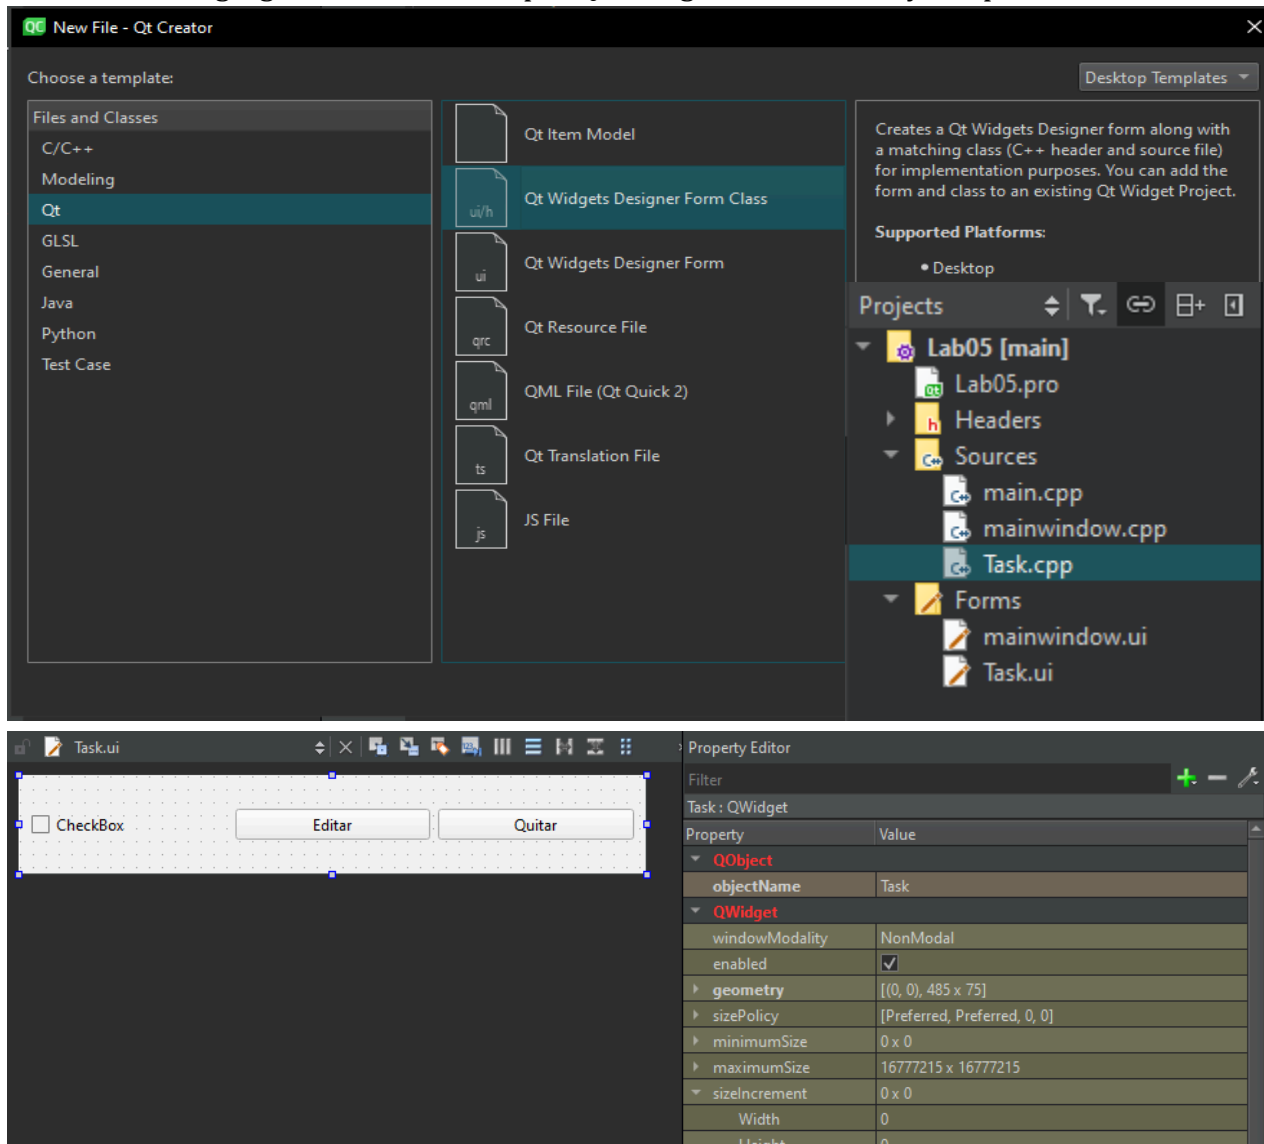 New File - Qt Creator
Choose a template:
Desktop Templates
Files and Classes
C/C++
Modeling
Qt
GLSL
General
Java
Python
Test Case
Qt Item Model
ui/h
Qt Widgets Designer Form Class
ui
Qt Widgets Designer Form
qrc
Qt Resource File
qml
QML File (Qt Quick 2)
ts
Qt Translation File
js
JS File
Creates a Qt Widgets Designer form along with
a matching class (C++ header and source file)
for implementation purposes. You can add the
form and class to an existing Qt Widget Project.
Supported Platforms:
• Desktop
Projects
Lab05 [main]
Lab05.pro
Headers
Sources
main.cpp
mainwindow.cpp
Task.cpp
Forms
mainwindow.ui
Task.ui
Task.ui
CheckBox
Editar
Quitar
Property Editor
Filter
Task : QWidget
Property Value
QObject
objectName Task
QWidget
windowModality NonModal
enabled
geometry [(0, 0), 485 x 75]
sizePolicy [Preferred, Preferred, 0, 0]
minimumSize 0 x 0
maximumSize 16777215 x 16777215
sizeIncrement 0 x 0
Width 0